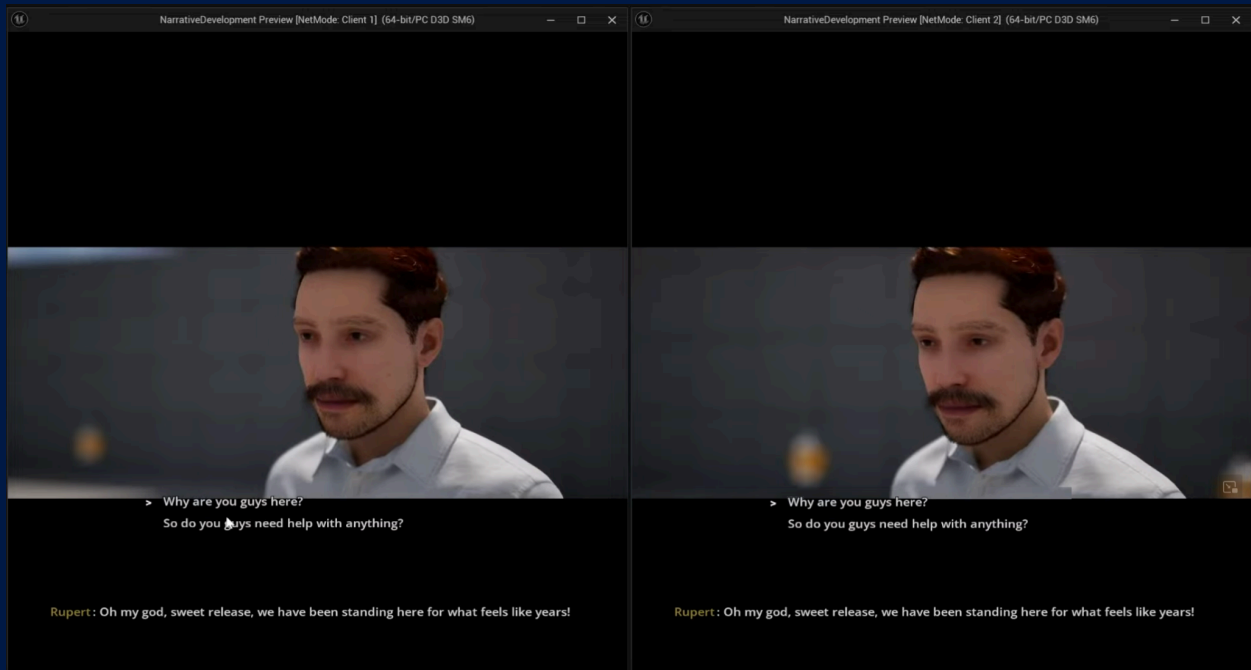 NarrativeDevelopment Preview [NetMode: Client 1] (64-bit/PC D3D SM6)
> Why are you guys here?
So do you guys need help with anything?
Rupert: Oh my god, sweet release, we have been standing here for what feels like years!
NarrativeDevelopment Preview [NetMode: Client 2] (64-bit/PC D3D SM6)
> Why are you guys here?
So do you guys need help with anything?
Rupert: Oh my god, sweet release, we have been standing here for what feels like years!